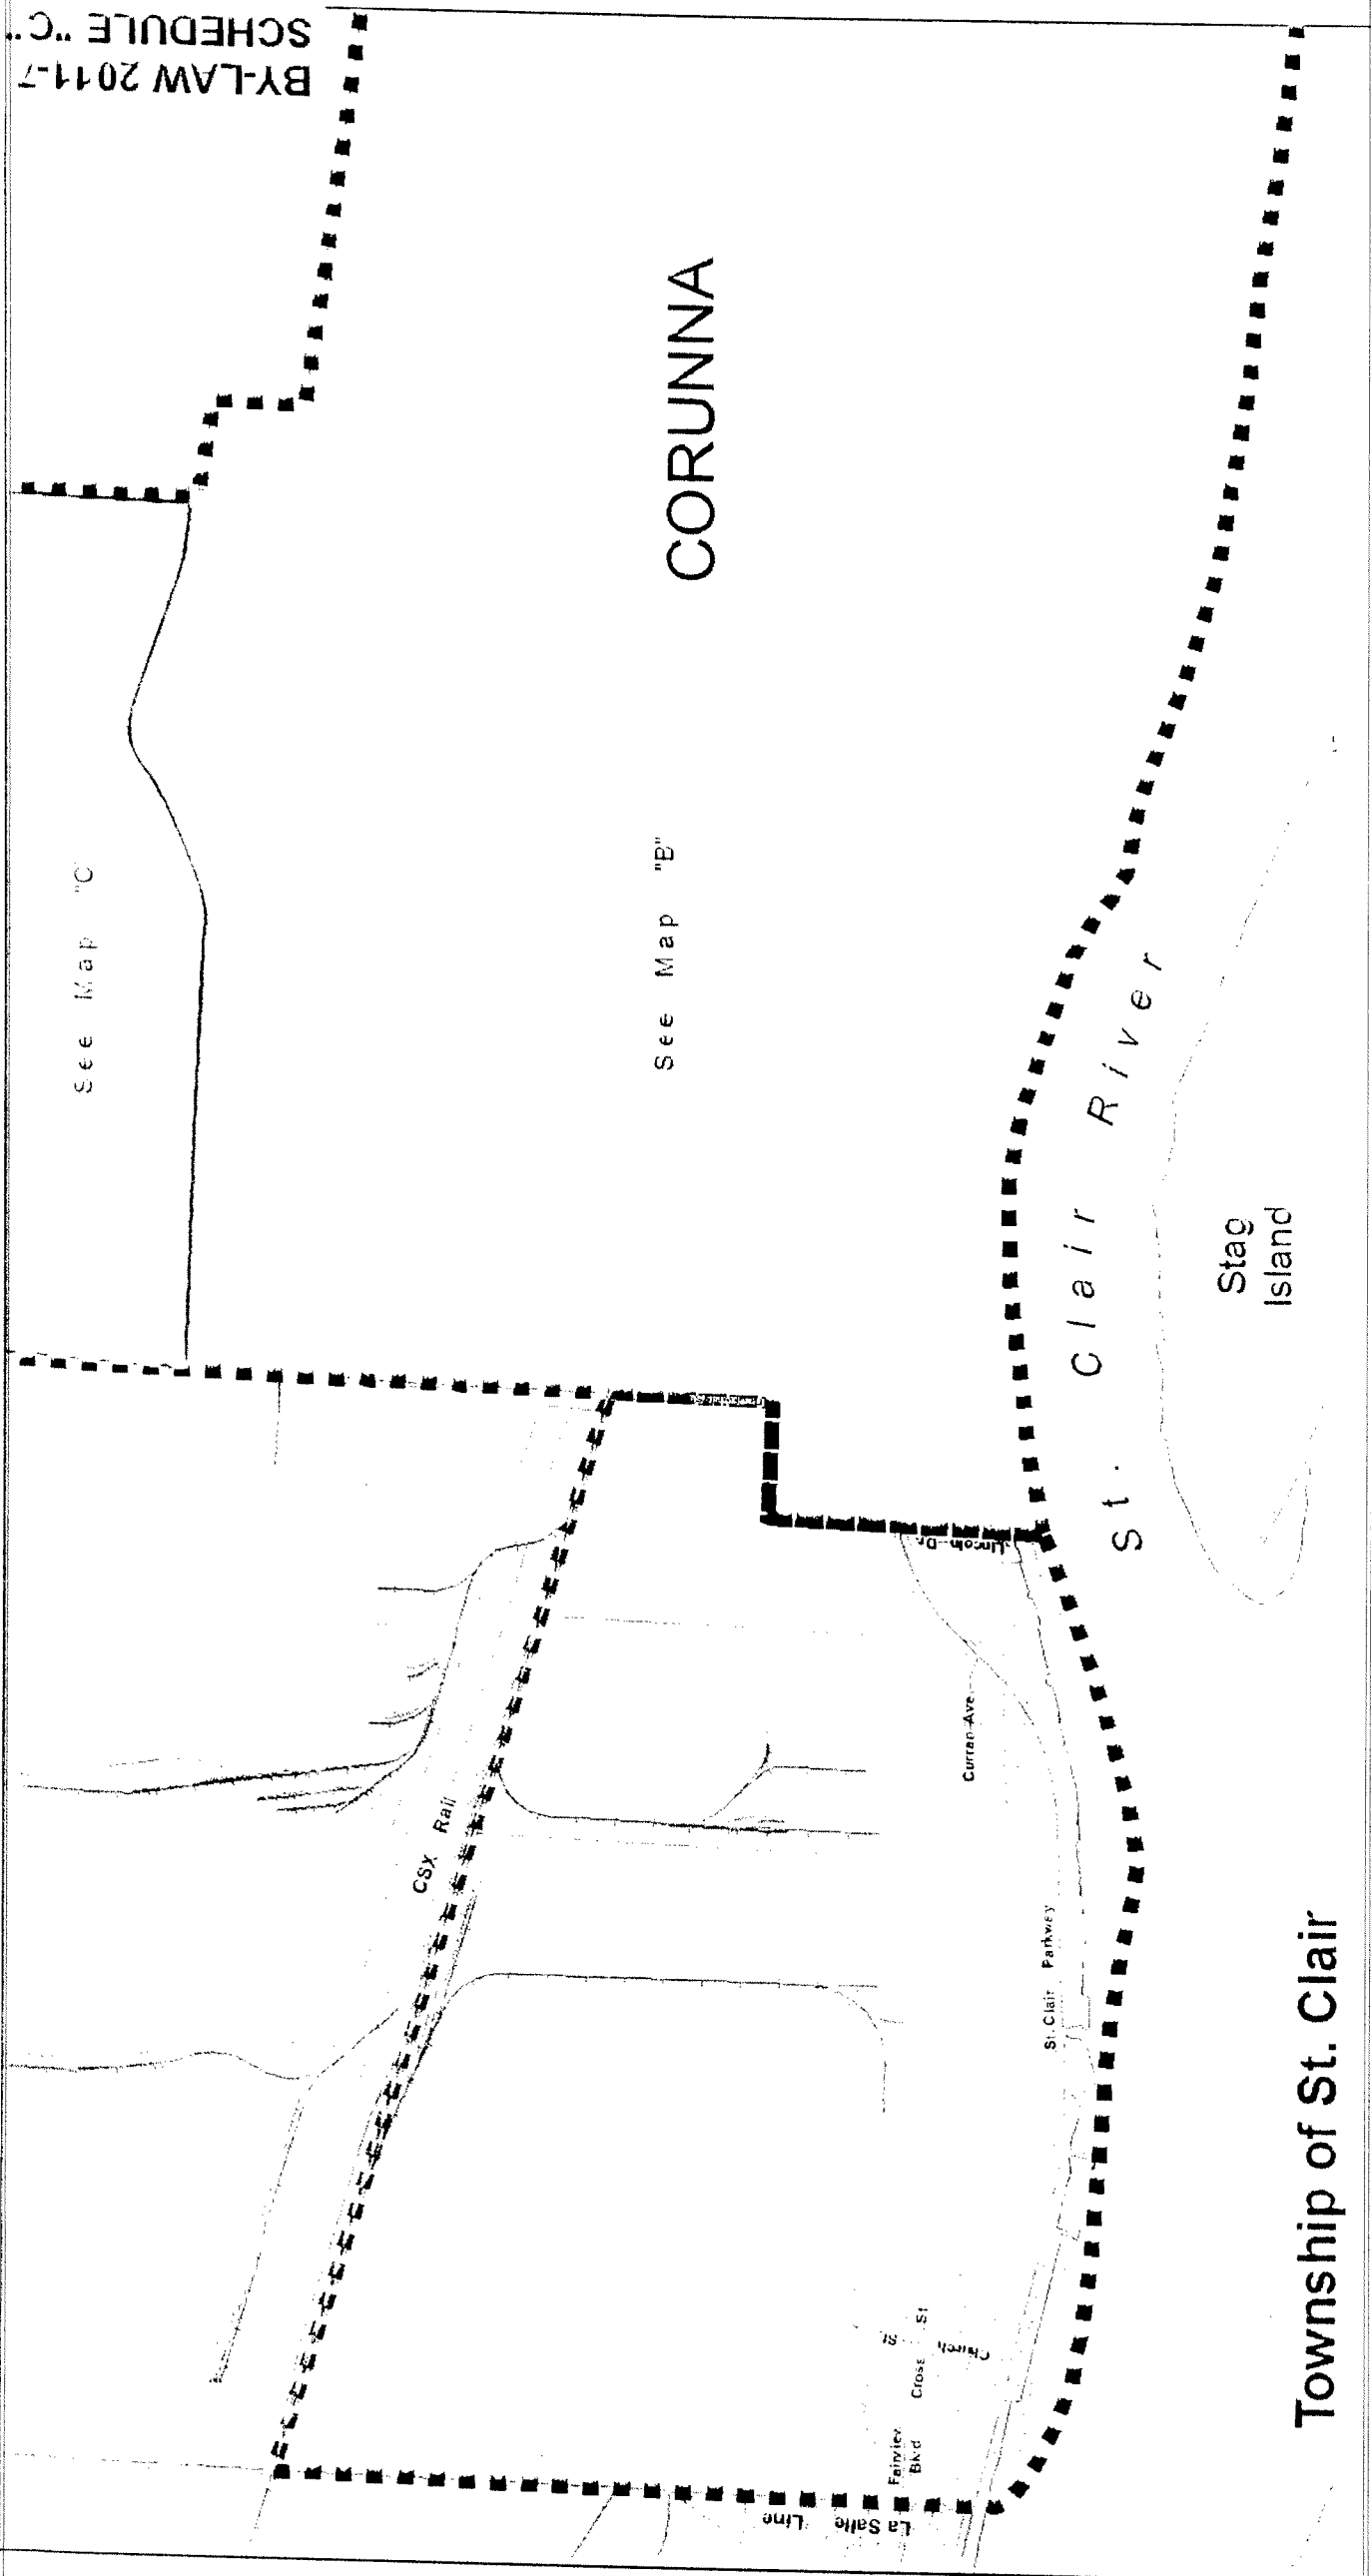 BY-LAW 2011-7
SCHEDULE "C"
See Map "C
CORUNNA
See Map "B"
St. Clair River
Stag
Island
CSX Rail
Lincoln Dr
Curran Ave
St. Clair Parkway
Church St
Cross St
Fairview
Blvd
La Salle Line
Township of St. Clair